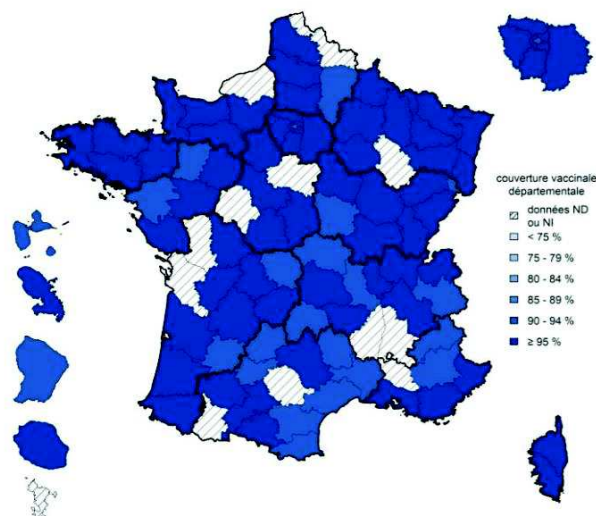 couverture vaccinale
départementale
données ND
ou NI
< 75 %
75 - 79 %
80 - 84 %
85 - 89 %
90 - 94 %
≥ 95 %